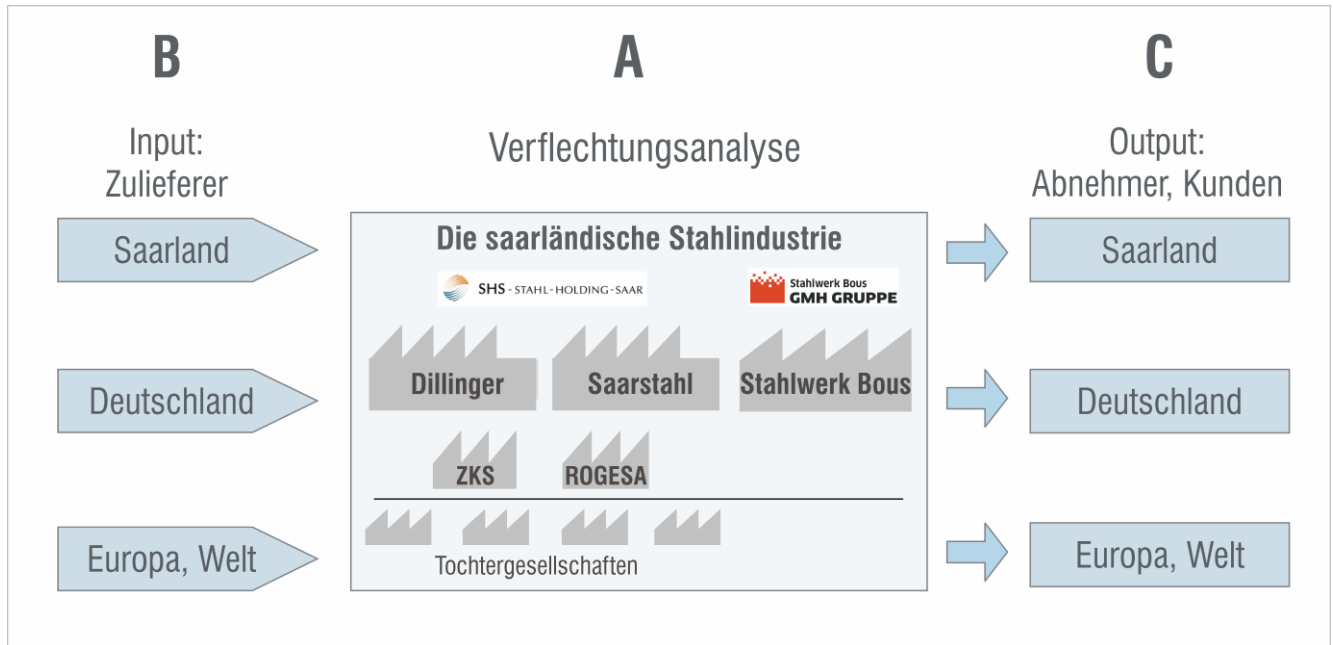 B
A
C
Input:
Zulieferer
Verflechtungsanalyse
Output:
Abnehmer, Kunden
Saarland
Deutschland
Europa, Welt
Die saarländische Stahlindustrie
SHS - STAHL - HOLDING - SAAR
Stahlwerk Bous
GMH GRUPPE
Dillinger
Saarstahl
Stahlwerk Bous
ZKS
ROGESA
Tochtergesellschaften
Saarland
Deutschland
Europa, Welt